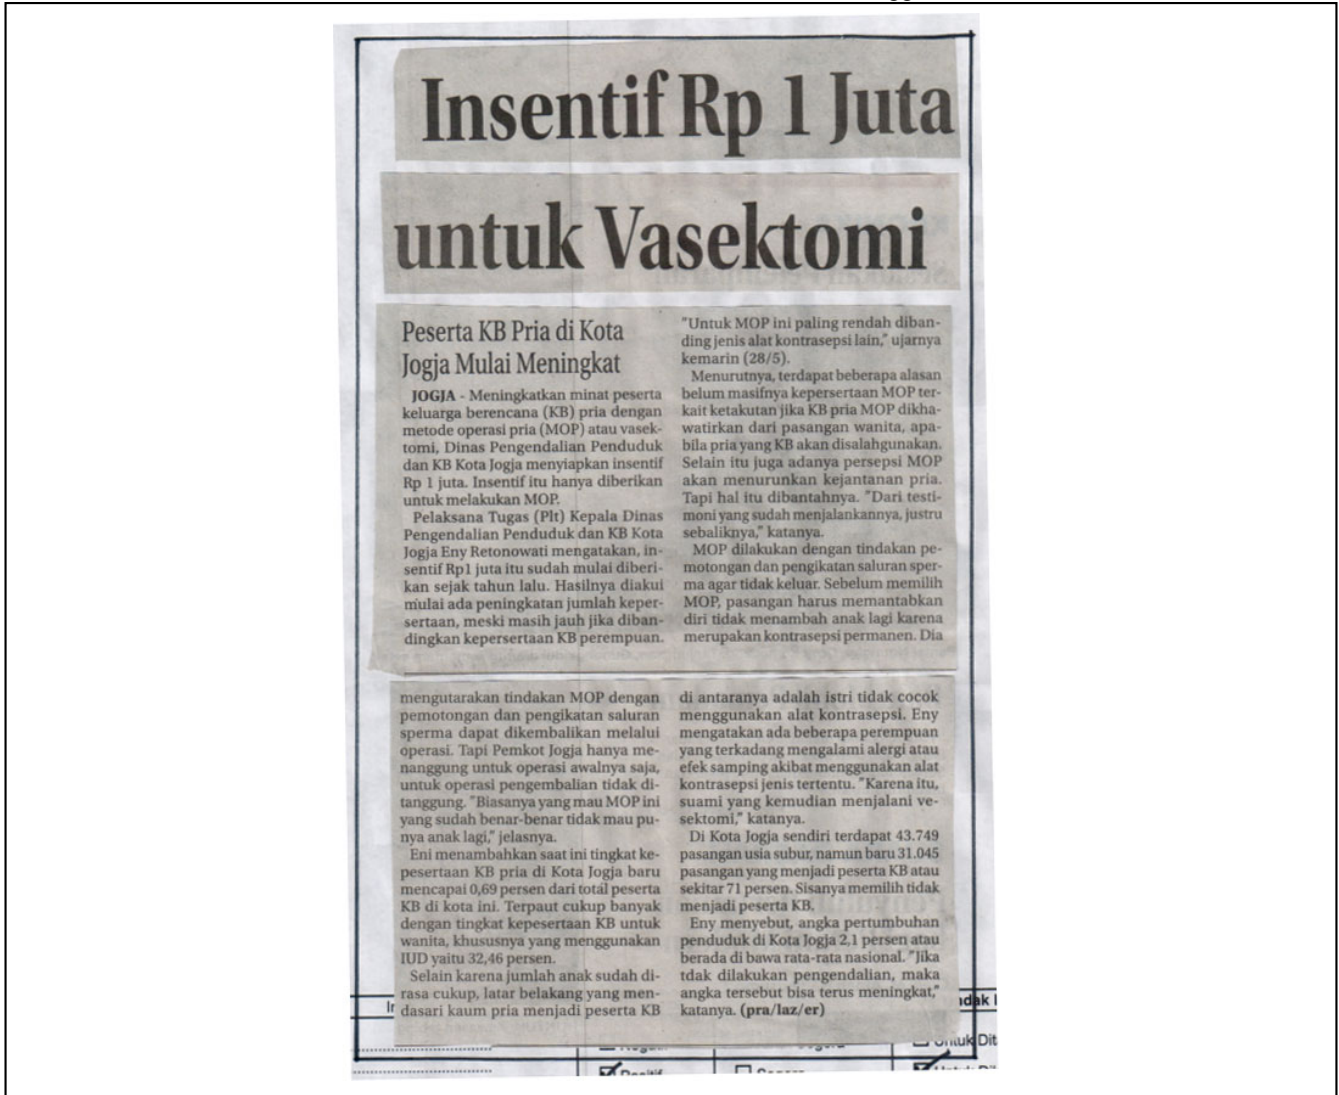 Insentif Rp 1 Juta
untuk Vasektomi
Peserta KB Pria di Kota
Jogja Mulai Meningkat
JOGJA - Meningkatkan minat peserta
keluarga berencana (KB) pria dengan
metode operasi pria (MOP) atau vasek-
tomi, Dinas Pengendalian Penduduk
dan KB Kota Jogja menyiapkan insentif
Rp 1 juta. Insentif itu hanya diberikan
untuk melakukan MOP.
Pelaksana Tugas (Plt) Kepala Dinas
Pengendalian Penduduk dan KB Kota
Jogja Eny Retonowati mengatakan, in-
sentif Rp1 juta itu sudah mulai diberi-
kan sejak tahun lalu. Hasilnya diakui
mulai ada peningkatan jumlah keper-
sertaan, meski masih jauh jika diban-
dingkan kepersertaan KB perempuan.
"Untuk MOP ini paling rendah diban-
ding jenis alat kontrasepsi lain," ujarnya
kemarin (28/5).
Menurutnya, terdapat beberapa alasan
belum masifnya kepersertaan MOP ter-
kait ketakutan jika KB pria MOP dikha-
watirkan dari pasangan wanita, apa-
bila pria yang KB akan disalahgunakan.
Selain itu juga adanya persepsi MOP
akan menurunkan kejantanan pria.
Tapi hal itu dibantahnya. "Dari testi-
moni yang sudah menjalankannya, justru
sebaliknya," katanya.
MOP dilakukan dengan tindakan pe-
motongan dan pengikatan saluran sper-
ma agar tidak keluar. Sebelum memilih
MOP, pasangan harus memantabkan
diri tidak menambah anak lagi karena
merupakan kontrasepsi permanen. Dia
mengutarakan tindakan MOP dengan
pemotongan dan pengikatan saluran
sperma dapat dikembalikan melalui
operasi. Tapi Pemkot Jogja hanya me-
nanggung untuk operasi awalnya saja,
untuk operasi pengembalian tidak di-
tanggung. "Biasanya yang mau MOP ini
yang sudah benar-benar tidak mau pu-
nya anak lagi," jelasnya.
Eni menambahkan saat ini tingkat ke-
pesertaan KB pria di Kota Jogja baru
mencapai 0,69 persen dari total peserta
KB di kota ini. Terpaut cukup banyak
dengan tingkat kepesertaan KB untuk
wanita, khususnya yang menggunakan
IUD yaitu 32,46 persen.
Selain karena jumlah anak sudah di-
rasa cukup, latar belakang yang men-
dasari kaum pria menjadi peserta KB
di antaranya adalah istri tidak cocok
menggunakan alat kontrasepsi. Eny
mengatakan ada beberapa perempuan
yang terkadang mengalami alergi atau
efek samping akibat menggunakan alat
kontrasepsi jenis tertentu. "Karena itu,
suami yang kemudian menjalani ve-
sektomi," katanya.
Di Kota Jogja sendiri terdapat 43.749
pasangan usia subur, namun baru 31.045
pasangan yang menjadi peserta KB atau
sekitar 71 persen. Sisanya memilih tidak
menjadi peserta KB.
Eny menyebut, angka pertumbuhan
penduduk di Kota Jogja 2,1 persen atau
berada di bawa rata-rata nasional. "Jika
tdak dilakukan pengendalian, maka
angka tersebut bisa terus meningkat,"
katanya. (pra/laz/er)